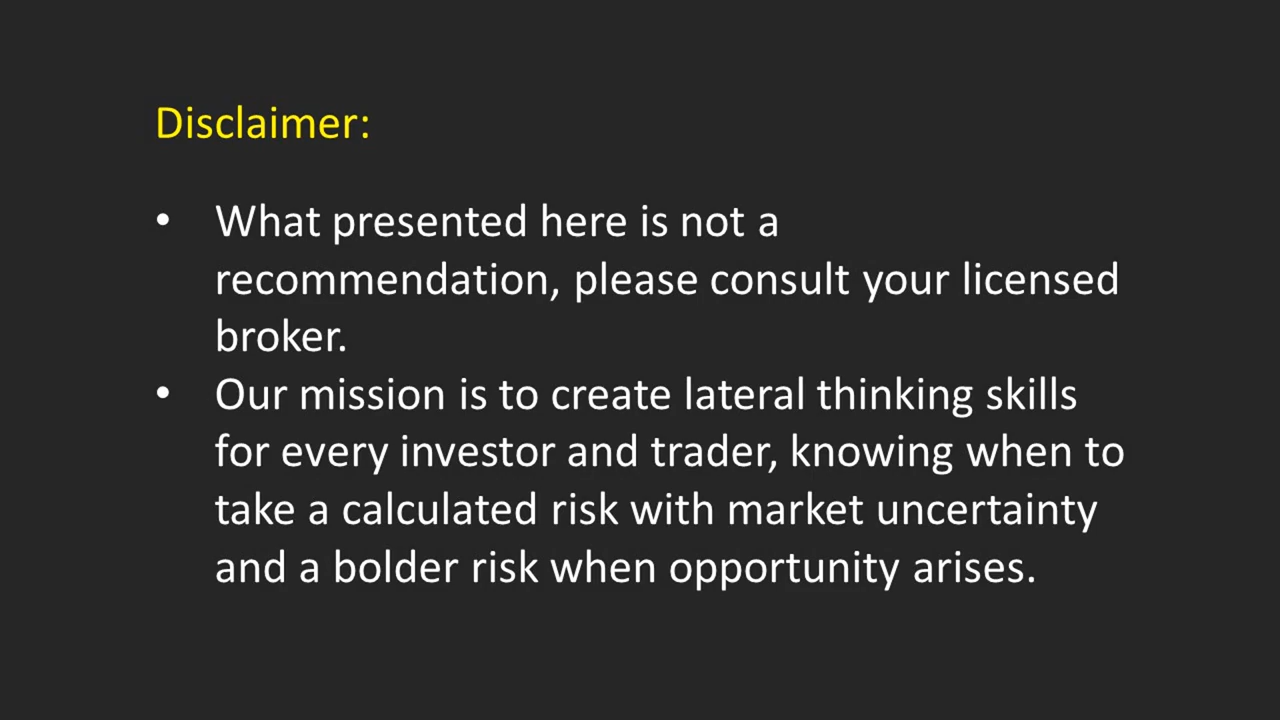 Disclaimer:
• What presented here is not a
recommendation, please consult your licensed
broker.
• Our mission is to create lateral thinking skills
for every investor and trader, knowing when to
take a calculated risk with market uncertainty
and a bolder risk when opportunity arises.